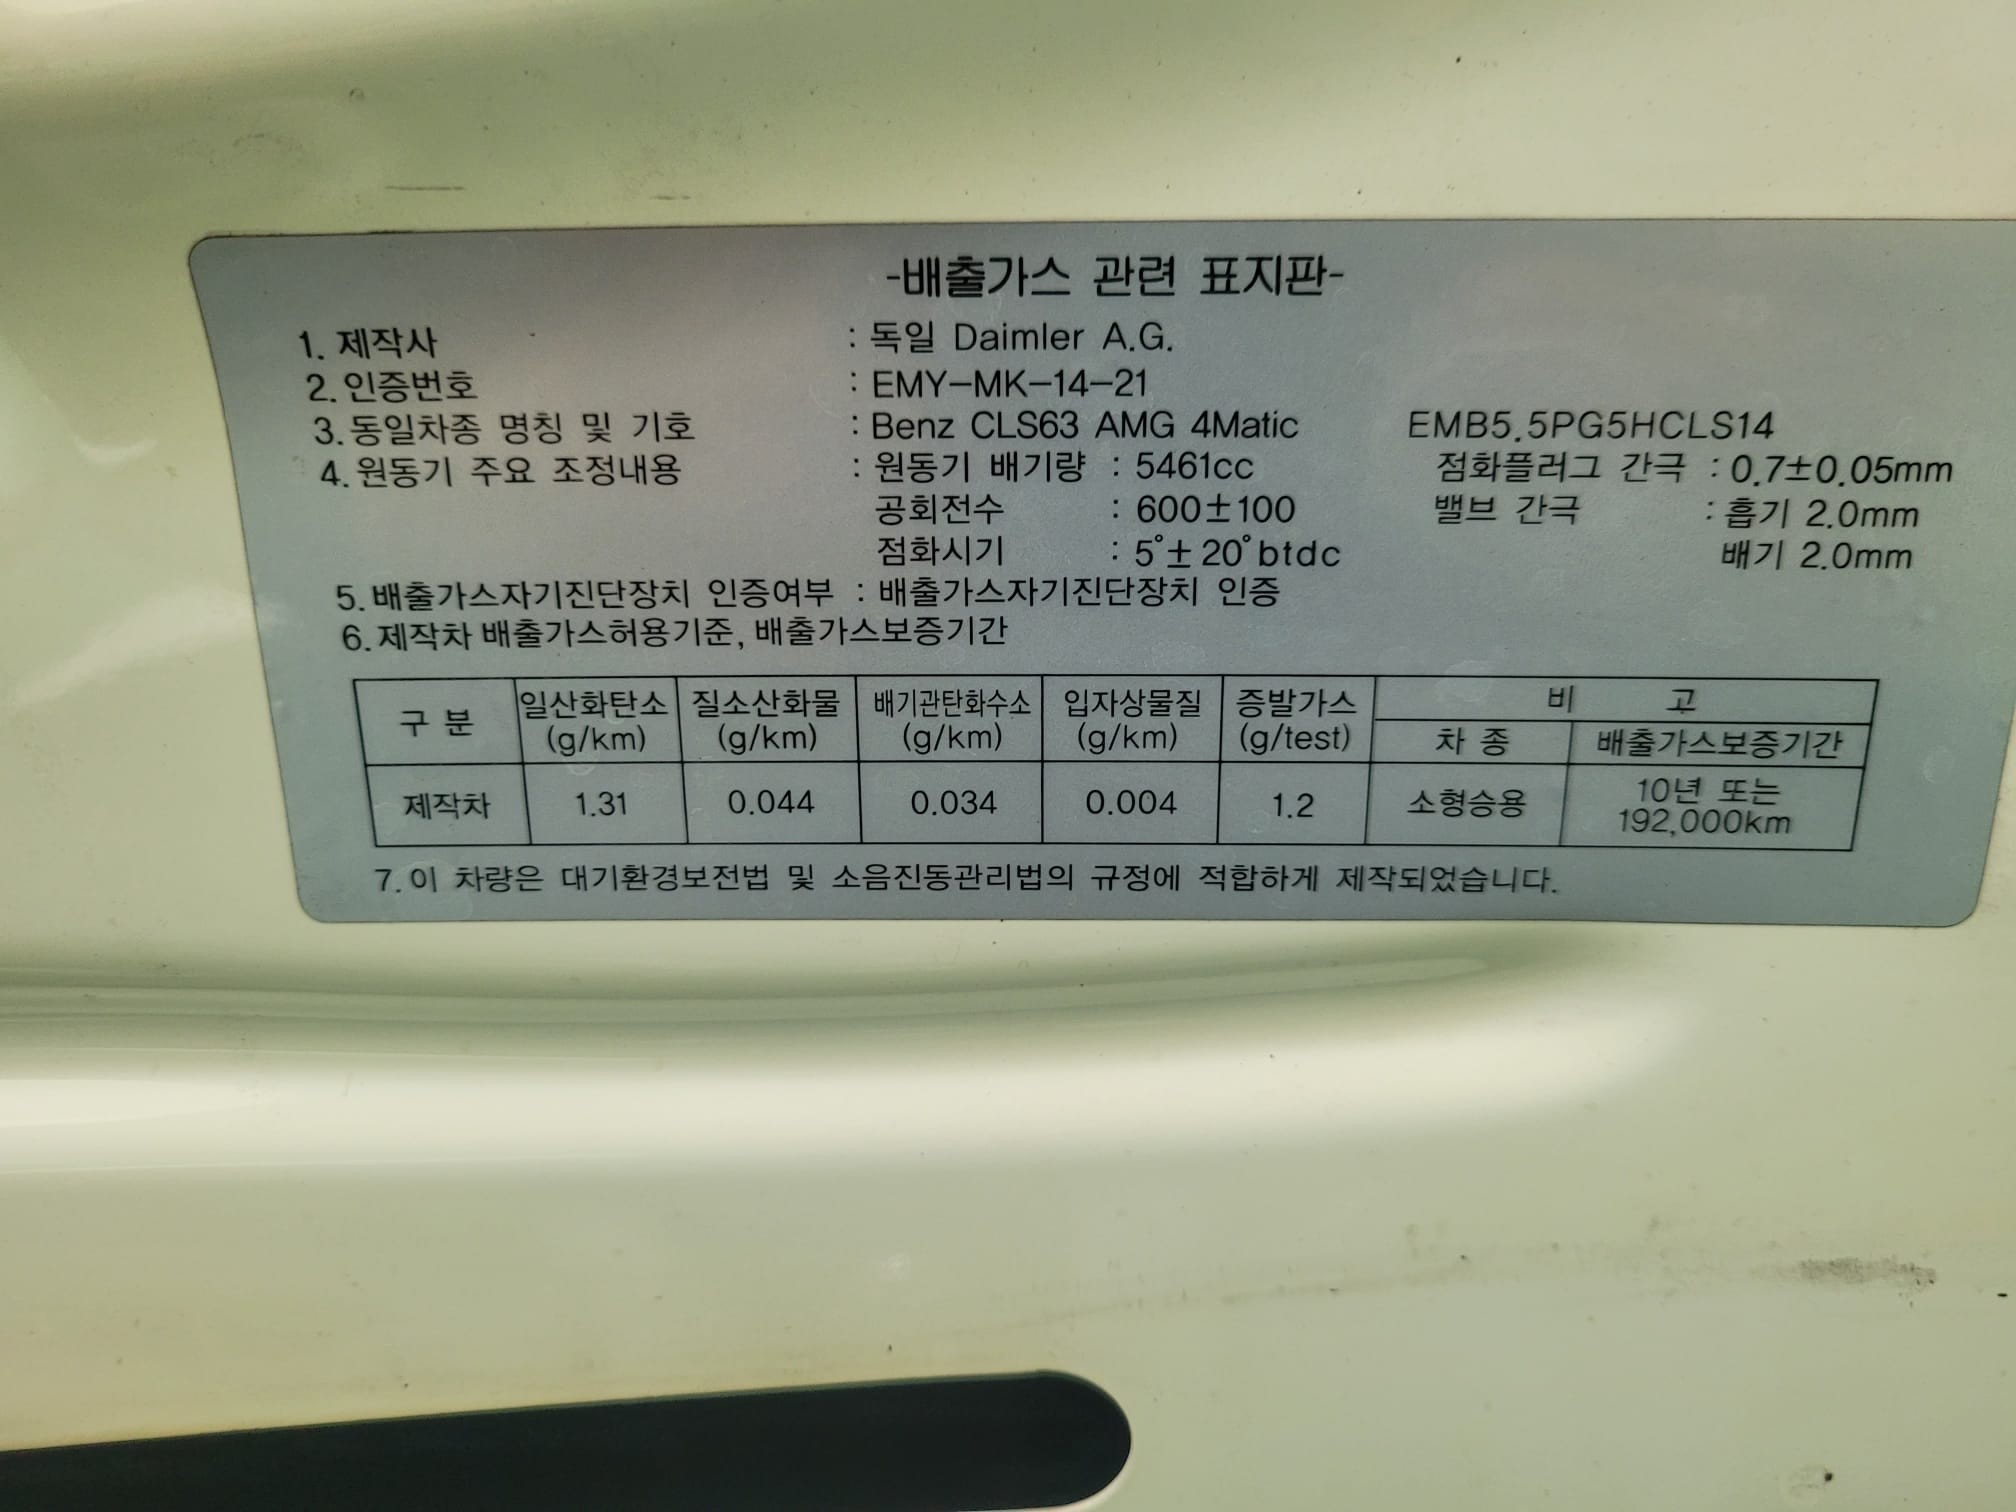 -배출가스 관련 표지판-
1. 제작사 : 독일 Daimler A.G.
2. 인증번호 : EMY-MK-14-21
3. 동일차종 명칭 및 기호 : Benz CLS63 AMG 4Matic EMB5.5PG5HCLS14
4. 원동기 주요 조정내용 : 원동기 배기량 : 5461cc 점화플러그 간극 : 0.7±0.05mm
공회전수 : 600±100 밸브 간극 : 흡기 2.0mm
점화시기 : 5°± 20°btdc 배기 2.0mm
5. 배출가스자기진단장치 인증여부 : 배출가스자기진단장치 인증
6. 제작차 배출가스허용기준, 배출가스보증기간
구 분 일산화탄소 (g/km) 질소산화물 (g/km) 배기관탄화수소 (g/km) 입자상물질 (g/km) 증발가스 (g/test) 비 고
차 종 배출가스보증기간
제작차 1.31 0.044 0.034 0.004 1.2 소형승용 10년 또는
192,000km
7. 이 차량은 대기환경보전법 및 소음진동관리법의 규정에 적합하게 제작되었습니다.